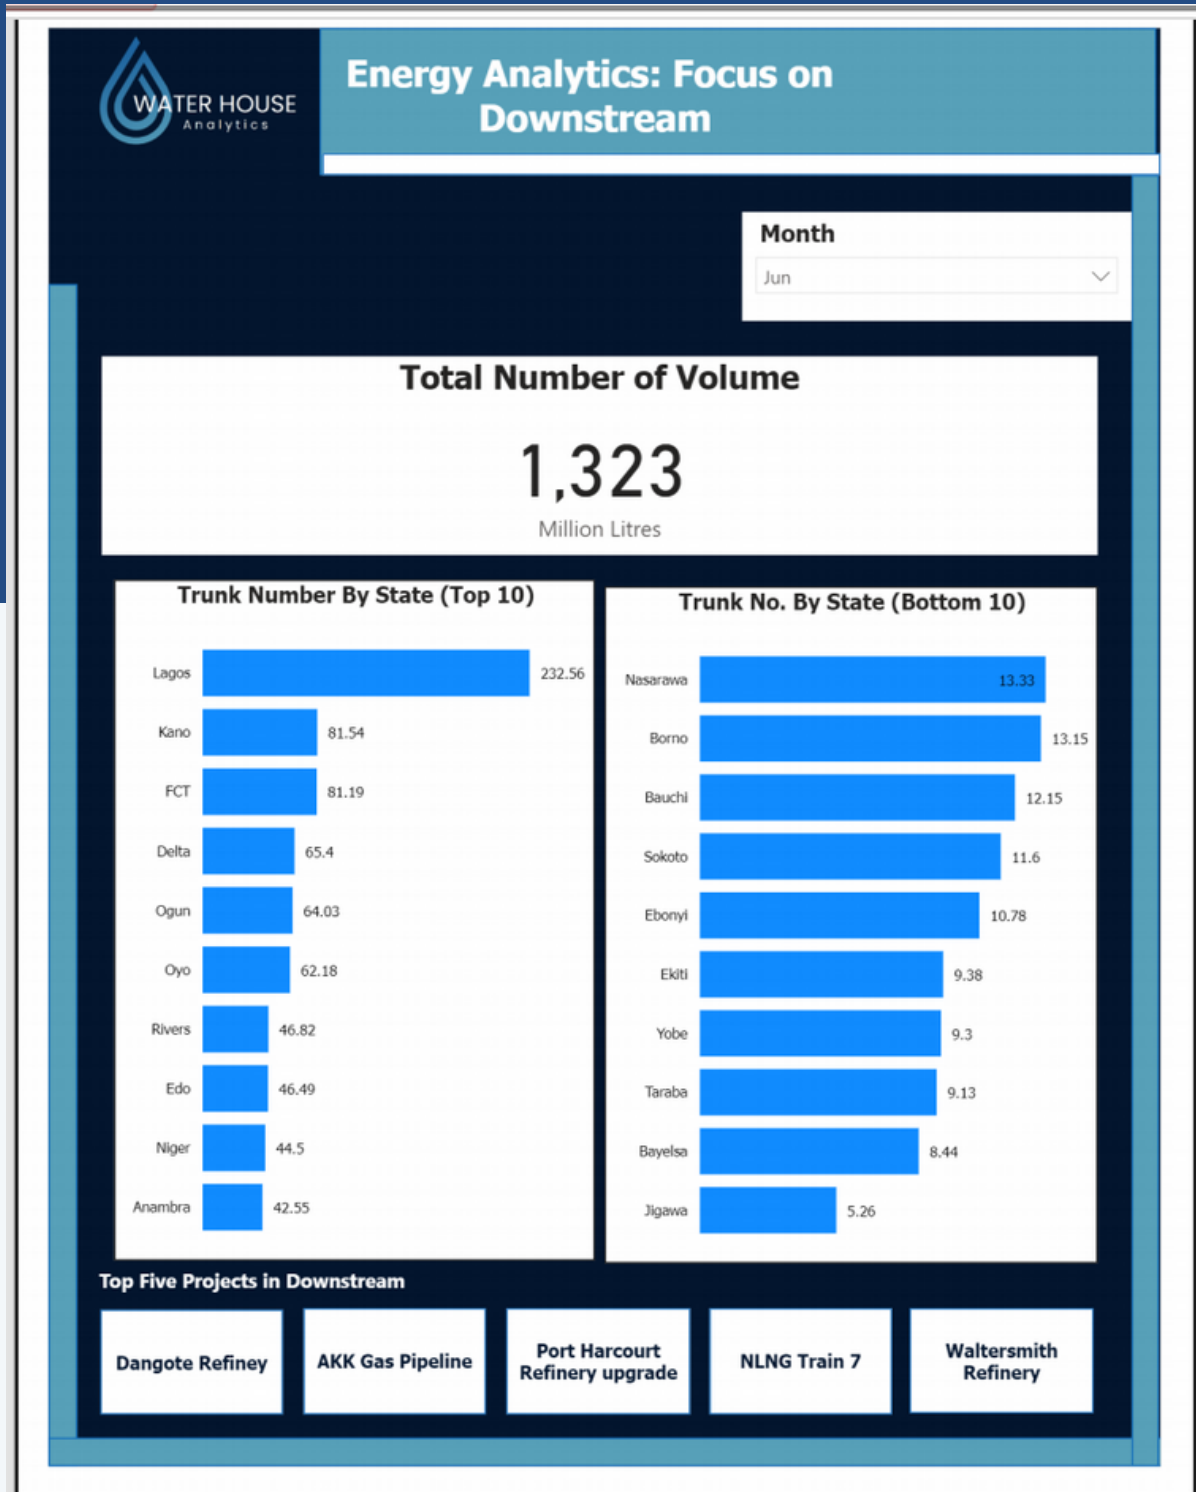 WATER HOUSE
Analytics
Energy Analytics: Focus on
Downstream
Month
Jun
Total Number of Volume
1,323
Million Litres
Trunk Number By State (Top 10)
Lagos 232.56
Kano 81.54
FCT 81.19
Delta 65.4
Ogun 64.03
Oyo 62.18
Rivers 46.82
Edo 46.49
Niger 44.5
Anambra 42.55
Trunk No. By State (Bottom 10)
Nasarawa 13.33
Borno 13.15
Bauchi 12.15
Sokoto 11.6
Ebonyi 10.78
Ekiti 9.38
Yobe 9.3
Taraba 9.13
Bayelsa 8.44
Jigawa 5.26
Top Five Projects in Downstream
Dangote Refiney
AKK Gas Pipeline
Port Harcourt
Refinery upgrade
NLNG Train 7
Waltersmith
Refinery